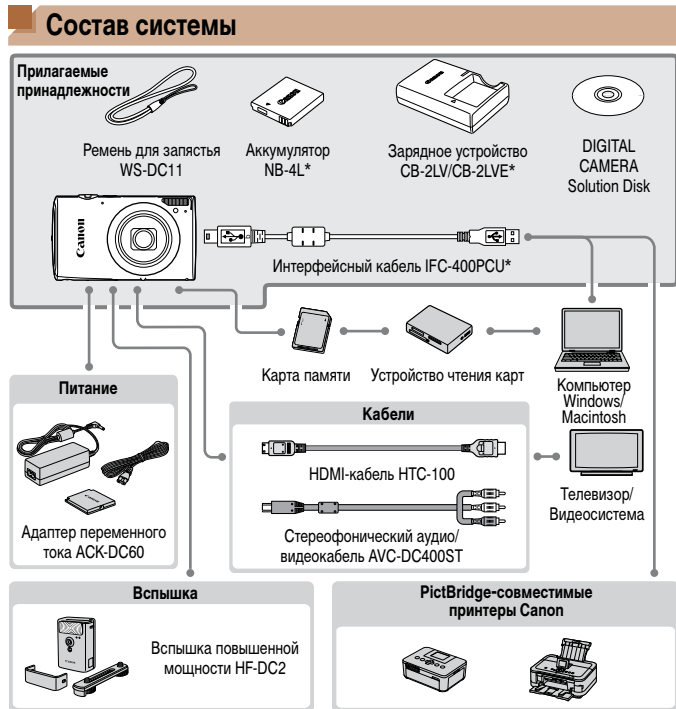 Состав системы
Прилагаемые
принадлежности
Canon
Canon
Ремень для запястья
WS-DC11
Аккумулятор
NB-4L*
Зарядное устройство
CB-2LV/CB-2LVE*
DIGITAL
CAMERA
Solution Disk
Canon
Интерфейсный кабель IFC-400PCU*
Карта памяти
Устройство чтения карт
Компьютер
Windows/
Macintosh
Питание
Адаптер переменного
тока ACK-DC60
Кабели
HDMI-кабель HTC-100
Стереофонический аудио/
видеокабель AVC-DC400ST
Телевизор/
Видеосистема
Вспышка
Вспышка повышенной
мощности HF-DC2
PictBridge-совместимые
принтеры Canon